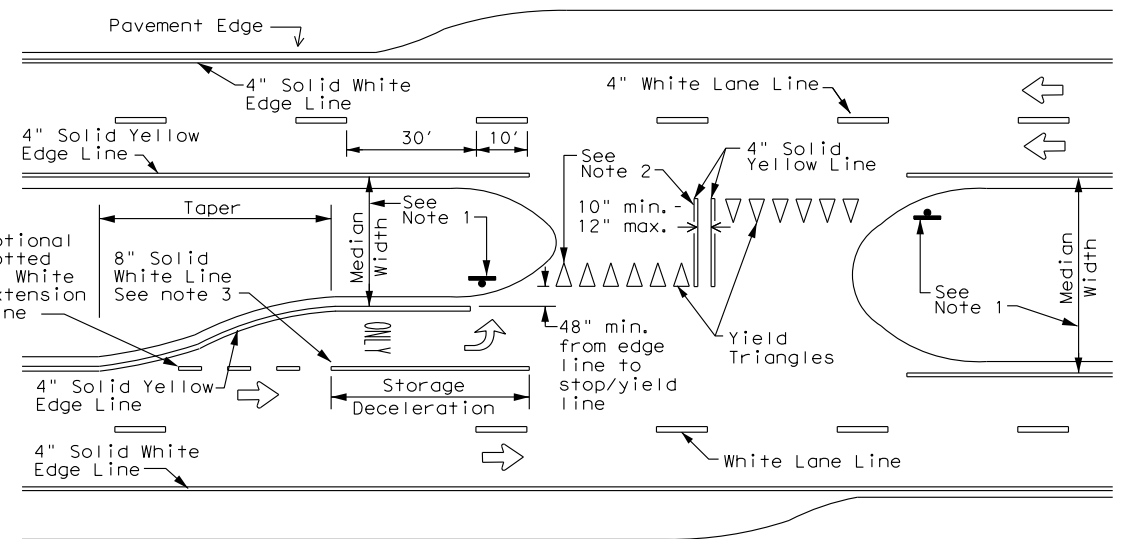 Pavement Edge
4" Solid White
Edge Line
4" White Lane Line
4" Solid Yellow
Edge Line
30'
10'
See
Note 2
4" Solid
Yellow Line
Taper
See
Note 1
Median
Width
10" min.
12" max.
8" Solid
White Line
See note 3
White
ONLY
48" min.
from edge
line to
stop/yield
line
Yield
Triangles
See
Note 1
Median
Width
4" Solid Yellow
Edge Line
Storage
Deceleration
4" Solid White
Edge Line
White Lane Line